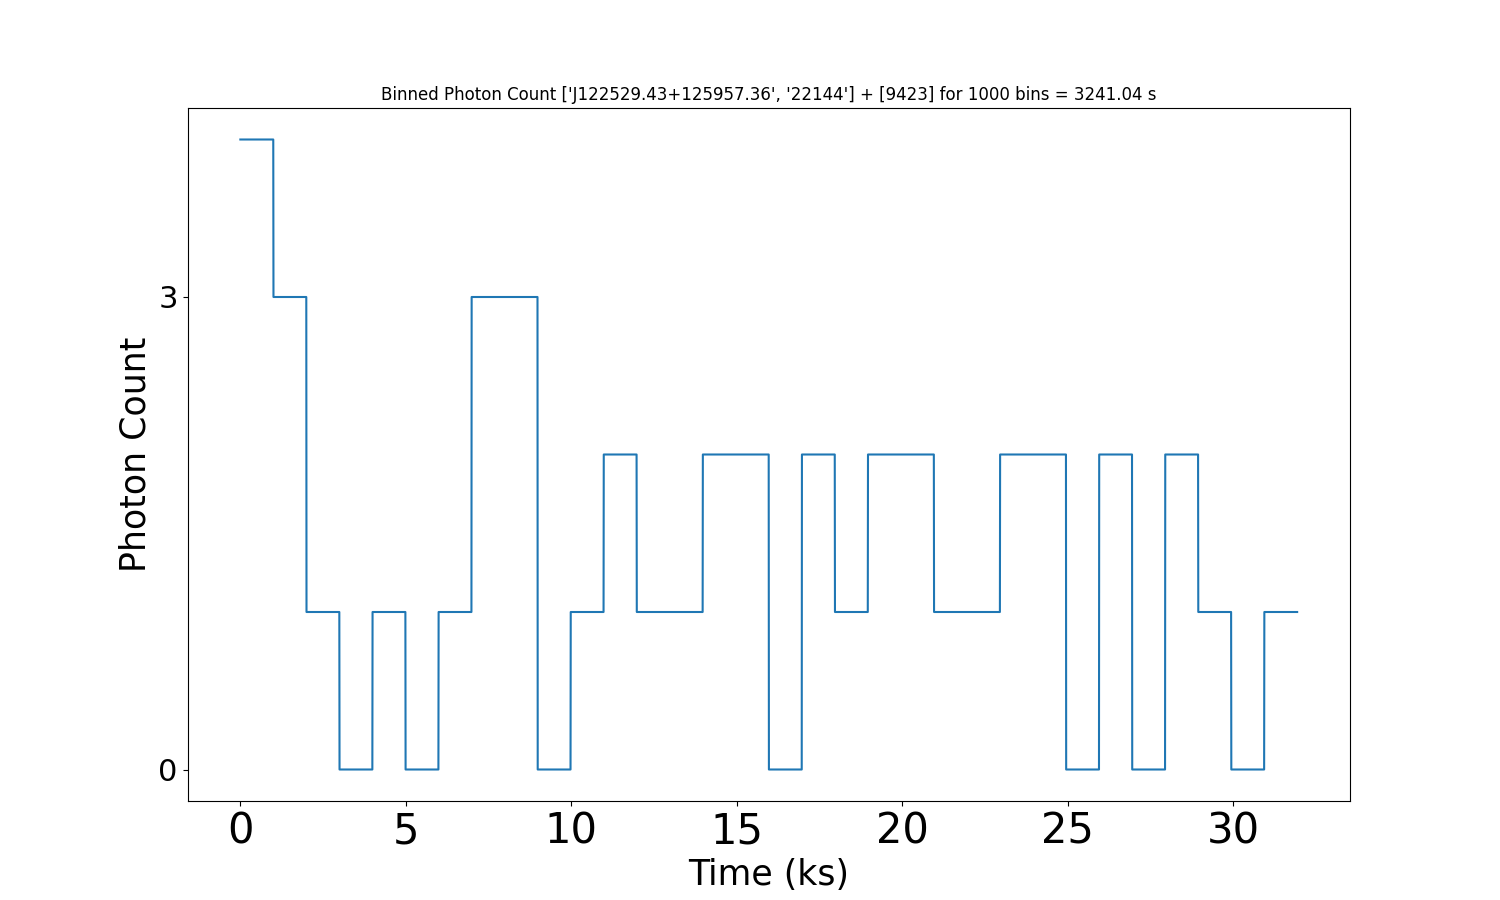 Binned Photon Count ['J122529.43+125957.36', '22144'] + [9423] for 1000 bins = 3241.04 s
Photon Count
3
0
0 5 10 15 20 25 30
Time (ks)